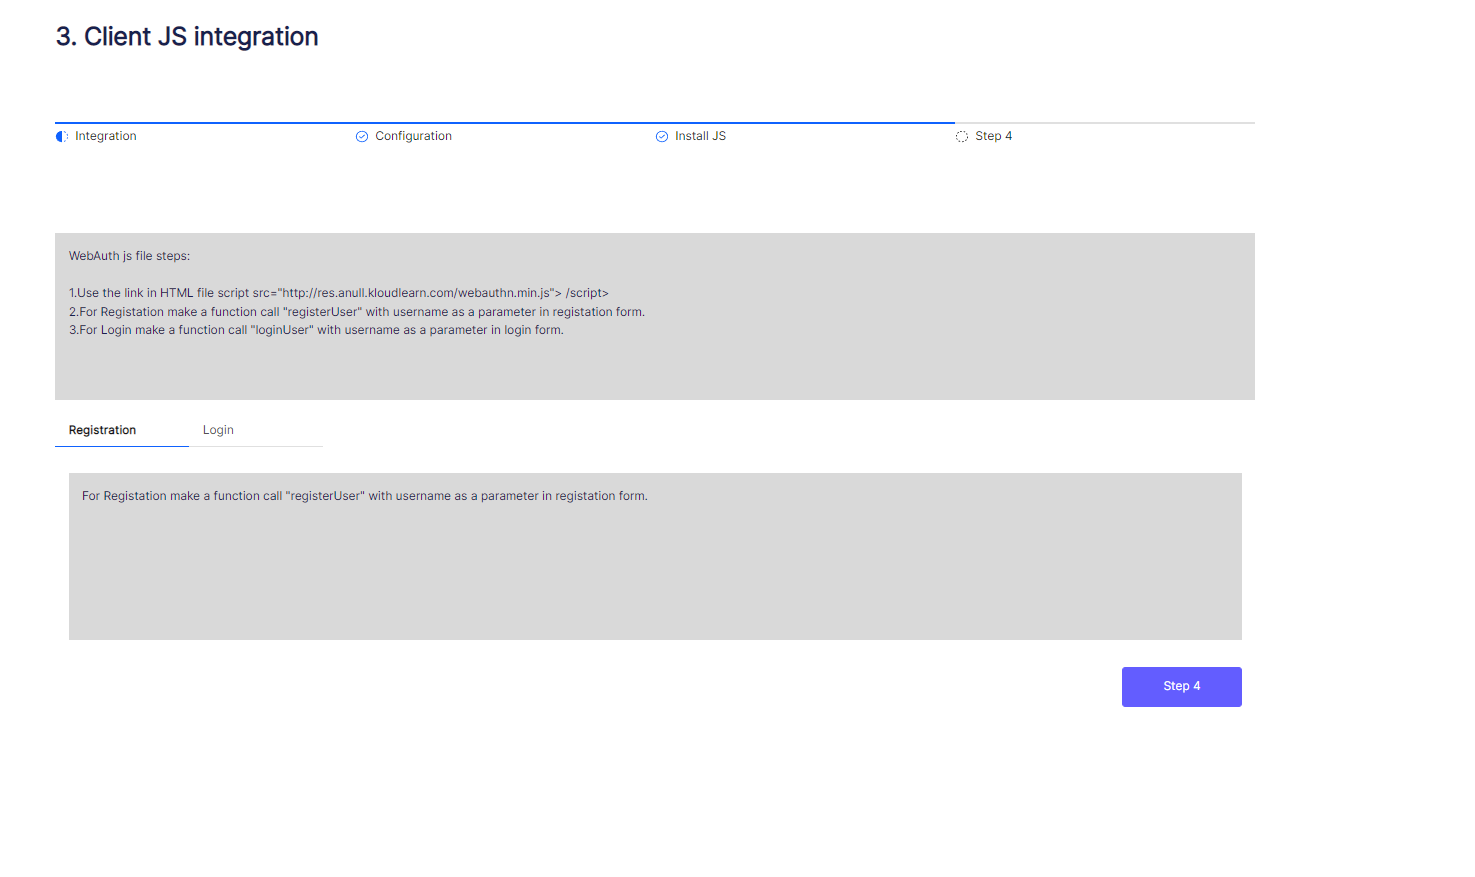 3. Client JS integration
Integration
Configuration
Install JS
Step 4
WebAuth js file steps:
1.Use the link in HTML file script src="http://res.anull.kloudlearn.com/webauthn.min.js"> /script>
2.For Registation make a function call "registerUser" with username as a parameter in registation form.
3.For Login make a function call "loginUser" with username as a parameter in login form.
Registration
Login
For Registation make a function call "registerUser" with username as a parameter in registation form.
Step 4